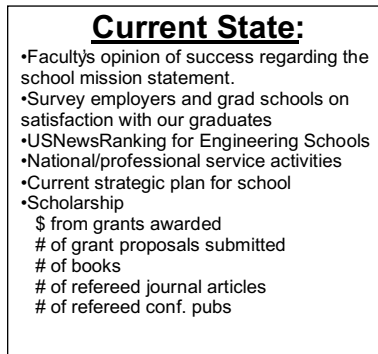 Current State:
•Faculty's opinion of success regarding the
school mission statement.
•Survey employers and grad schools on
satisfaction with our graduates
•USNewsRanking for Engineering Schools
•National/professional service activities
•Current strategic plan for school
•Scholarship
$ from grants awarded
# of grant proposals submitted
# of books
# of refereed journal articles
# of refereed conf. pubs